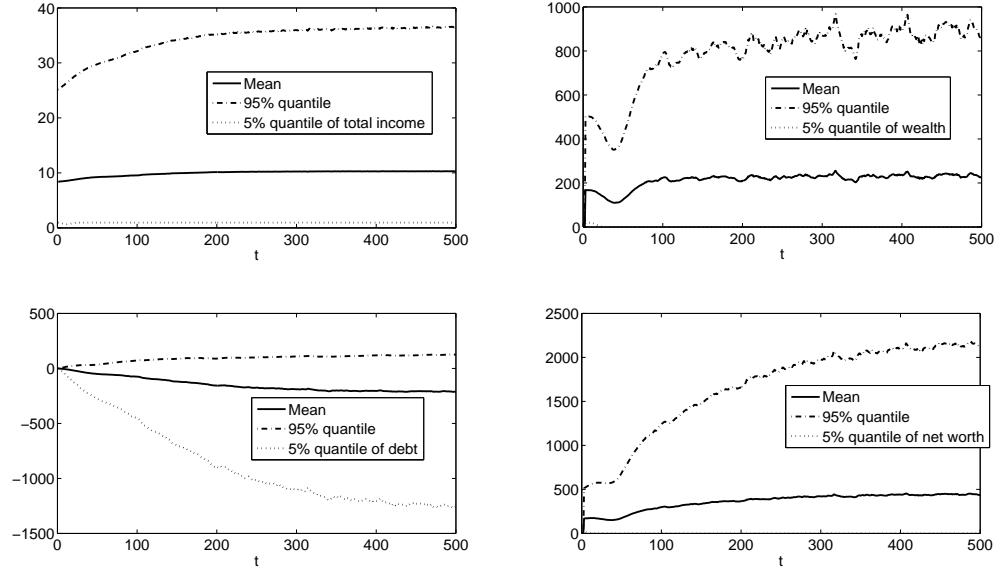 40
30
20
10
0
0 100 200 300 400 500
t
Mean
95% quantile
5% quantile of total income
1000
800
600
400
200
0
0 100 200 300 400 500
t
Mean
95% quantile
5% quantile of wealth
500
0
−500
−1000
−1500
0 100 200 300 400 500
t
Mean
95% quantile
5% quantile of debt
2500
2000
1500
1000
500
0
0 100 200 300 400 500
t
Mean
95% quantile
5% quantile of net worth